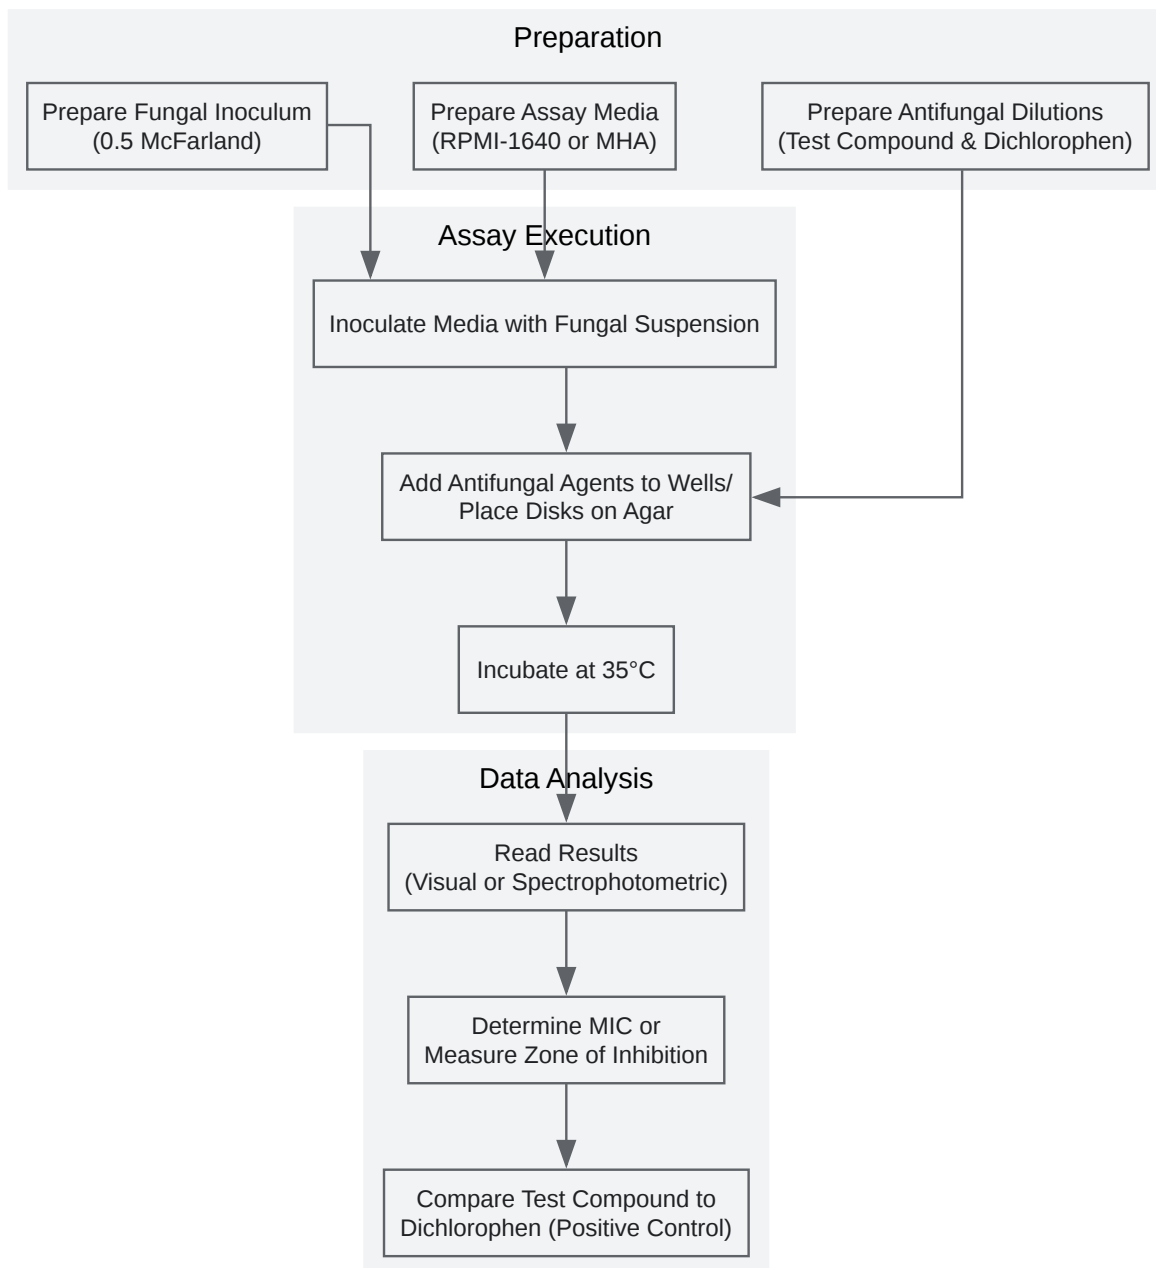 Preparation
Prepare Fungal Inoculum
(0.5 McFarland)
Prepare Assay Media
(RPMI-1640 or MHA)
Prepare Antifungal Dilutions
(Test Compound & Dichlorophen)
Assay Execution
Inoculate Media with Fungal Suspension
Add Antifungal Agents to Wells/
Place Disks on Agar
Incubate at 35°C
Data Analysis
Read Results
(Visual or Spectrophotometric)
Determine MIC or
Measure Zone of Inhibition
Compare Test Compound to
Dichlorophen (Positive Control)